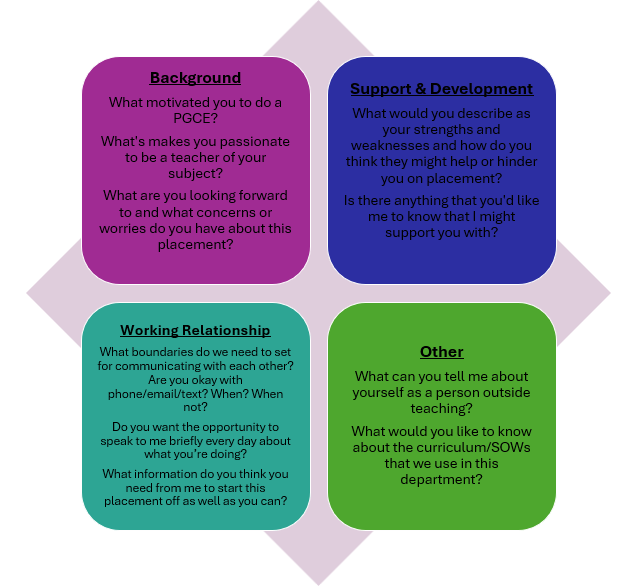 Background
What motivated you to do a
PGCE?
What's makes you passionate
to be a teacher of your
subject?
What are you looking forward
to and what concerns or
worries do you have about this
placement?
Support & Development
What would you describe as
your strengths and
weaknesses and how do you
think they might help or hinder
you on placement?
Is there anything that you'd like
me to know that I might
support you with?
Working Relationship
What boundaries do we need to set
for communicating with each other?
Are you okay with
phone/email/text? When? When
not?
Do you want the opportunity to
speak to me briefly every day about
what you're doing?
What information do you think you
need from me to start this
placement off as well as you can?
Other
What can you tell me about
yourself as a person outside
teaching?
What would you like to know
about the curriculum/SOWs
that we use in this
department?